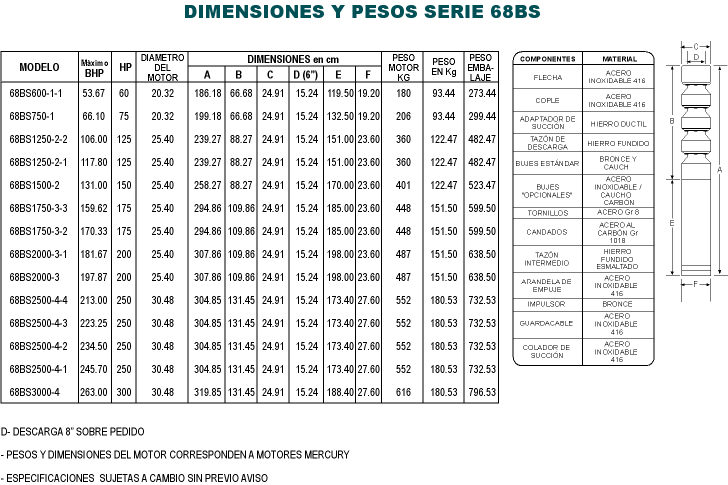 DIMENSIONES Y PESOS SERIE 68BS
MODELO Máximo BHP HP DIAMETRO DEL MOTOR DIMENSIONES en cm PESO MOTOR KG PESO EN Kg PESO EMBA- LAJE
A B C D (6") E F
68BS600-1-1 53.67 60 20.32 186.18 66.68 24.91 15.24 119.50 19.20 180 93.44 273.44
68BS750-1 66.10 75 20.32 199.18 66.68 24.91 15.24 132.50 19.20 206 93.44 299.44
68BS1250-2-2 106.00 125 25.40 239.27 88.27 24.91 15.24 151.00 23.60 360 122.47 482.47
68BS1250-2-1 117.80 125 25.40 239.27 88.27 24.91 15.24 151.00 23.60 360 122.47 482.47
68BS1500-2 131.00 150 25.40 258.27 88.27 24.91 15.24 170.00 23.60 401 122.47 523.47
68BS1750-3-3 159.62 175 25.40 294.86 109.86 24.91 15.24 185.00 23.60 448 151.50 599.50
68BS1750-3-2 170.33 175 25.40 294.86 109.86 24.91 15.24 185.00 23.60 448 151.50 599.50
68BS2000-3-1 181.67 200 25.40 307.86 109.86 24.91 15.24 198.00 23.60 487 151.50 638.50
68BS2000-3 197.87 200 25.40 307.86 109.86 24.91 15.24 198.00 23.60 487 151.50 638.50
68BS2500-4-4 213.00 250 30.48 304.85 131.45 24.91 15.24 173.40 27.60 552 180.53 732.53
68BS2500-4-3 223.25 250 30.48 304.85 131.45 24.91 15.24 173.40 27.60 552 180.53 732.53
68BS2500-4-2 234.50 250 30.48 304.85 131.45 24.91 15.24 173.40 27.60 552 180.53 732.53
68BS2500-4-1 245.70 250 30.48 304.85 131.45 24.91 15.24 173.40 27.60 552 180.53 732.53
68BS3000-4 263.00 300 30.48 319.85 131.45 24.91 15.24 188.40 27.60 616 180.53 796.53
COMPONENTES MATERIAL
FLECHA ACERO INOXIDABLE 416
COPLE ACERO INOXIDABLE 416
ADAPTADOR DE SUCCIÓN HIERRO DUCTIL
TAZÓN DE DESCARGA HIERRO FUNDIDO
BUJES ESTÁNDAR BRONCE Y CAUCH
BUJES "OPCIONALES" ACERO INOXIDABLE / CAUCHO CARBÓN
TORNILLOS ACERO Gr 8
CANDADOS ACERO AL CARBÓN Gr 1018
TAZÓN INTERMEDIO HIERRO FUNDIDO ESMALTADO
ARANDELA DE EMPUJE ACERO INOXIDABLE 416
IMPULSOR BRONCE
GUARDACABLE ACERO INOXIDABLE 416
COLADOR DE SUCCIÓN ACERO INOXIDABLE 416
C
D
B
A
E
F
D- DESCARGA 8" SOBRE PEDIDO
- PESOS Y DIMENSIONES DEL MOTOR CORRESPONDEN A MOTORES MERCURY
- ESPECIFICACIONES SUJETAS A CAMBIO SIN PREVIO AVISO